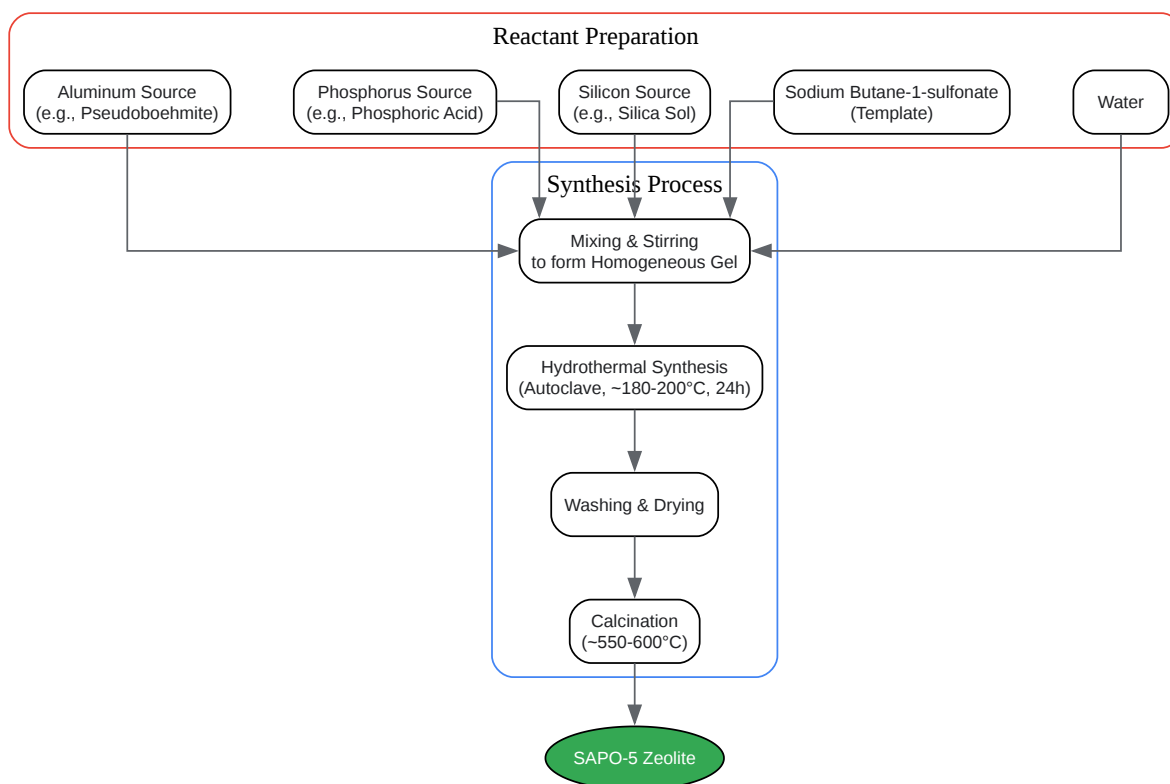 Reactant Preparation
Aluminum Source
(e.g., Pseudoboehmite)
Phosphorus Source
(e.g., Phosphoric Acid)
Silicon Source
(e.g., Silica Sol)
Sodium Butane-1-sulfonate
(Template)
Water
Synthesis Process
Mixing & Stirring
to form Homogeneous Gel
Hydrothermal Synthesis
(Autoclave, ~180-200°C, 24h)
Washing & Drying
Calcination
(~550-600°C)
SAPO-5 Zeolite